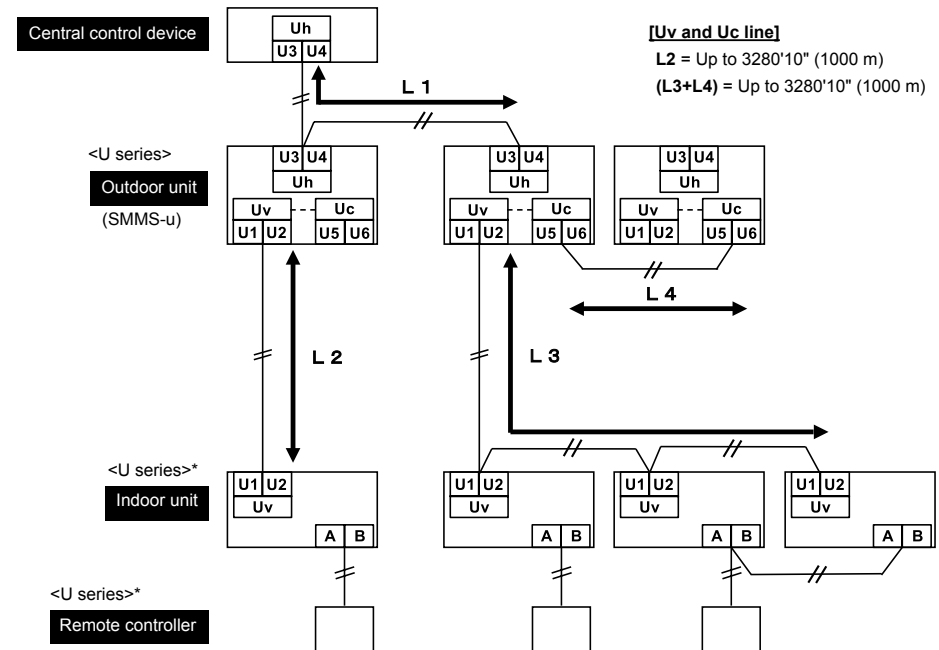 Central control device
Uh
U3 U4
[Uv and Uc line]
L2 = Up to 3280'10" (1000 m)
(L3+L4) = Up to 3280'10" (1000 m)
L 1
<U series>
Outdoor unit
(SMMS-u)
U3 U4
Uh
Uv Uc
U1 U2 U5 U6
U3 U4
Uh
Uv Uc
U1 U2 U5 U6
U3 U4
Uh
Uv Uc
U1 U2 U5 U6
L 4
L 2
L 3
<U series>*
Indoor unit
U1 U2
Uv
A B
U1 U2
Uv
A B
U1 U2
Uv
A B
U1 U2
Uv
A B
<U series>*
Remote controller